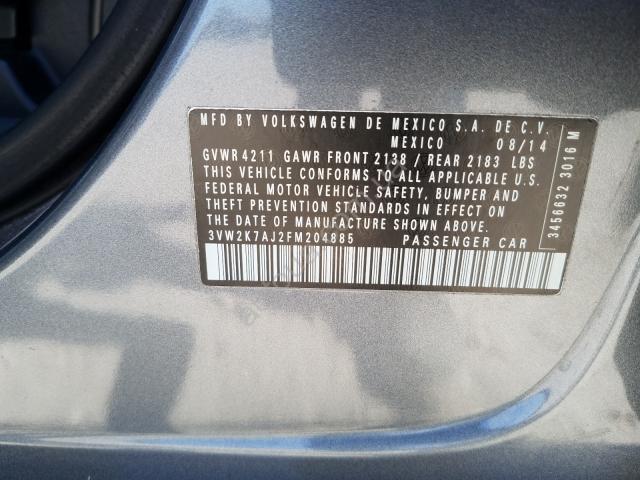 MFD BY VOLKSWAGEN DE MEXICO S.A. DE C.V.
MEXICO 08/14
GVWR 4211 GAWR FRONT 2138 / REAR 2183 LBS
THIS VEHICLE CONFORMS TO ALL APPLICABLE U.S.
FEDERAL MOTOR VEHICLE SAFETY, BUMPER AND
THEFT PREVENTION STANDARDS IN EFFECT ON
THE DATE OF MANUFACTURE SHOWN ABOVE.
3VW2K7AJ2FM204885 PASSENGER CAR
3456632 3016 M